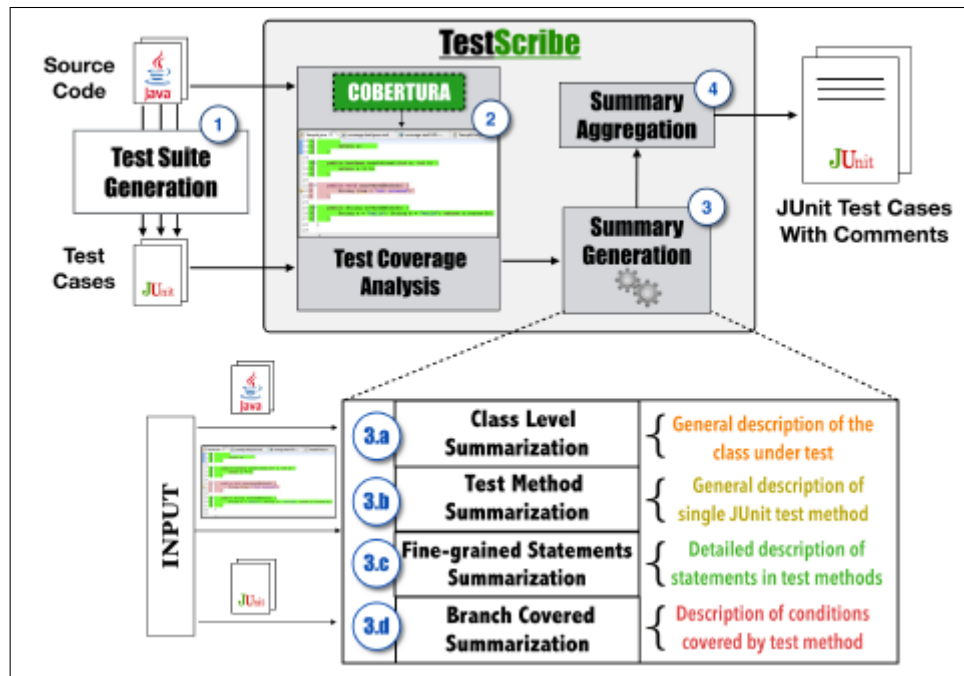 TestScribe
Source
Code
Java
1
Test Suite
Generation
Test
Cases
JUnit
COBERTURA
2
Test Coverage
Analysis
Summary
Aggregation
4
Summary
Generation
3
JUnit
JUnit Test Cases
With Comments
INPUT
Java
JUnit
3.a
Class Level
Summarization
General description of the
class under test
3.b
Test Method
Summarization
General description of
single JUnit test method
3.c
Fine-grained Statements
Summarization
Detailed description of
statements in test methods
3.d
Branch Covered
Summarization
Description of conditions
covered by test method